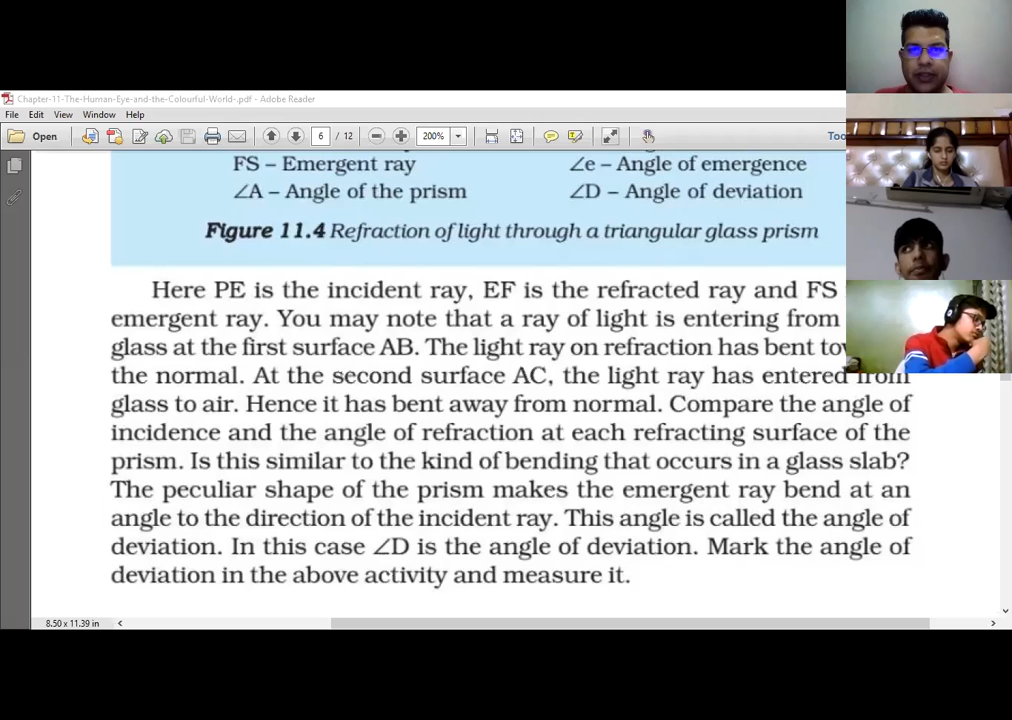 Chapter-11-The-Human-Eye-and-the-Colourful-World-.pdf - Adobe Reader
File Edit View Window Help
Open 6 / 12 200% Too
FS – Emergent ray ∠e – Angle of emergence
∠A – Angle of the prism ∠D – Angle of deviation
Figure 11.4 Refraction of light through a triangular glass prism
Here PE is the incident ray, EF is the refracted ray and FS
emergent ray. You may note that a ray of light is entering from
glass at the first surface AB. The light ray on refraction has bent
the normal. At the second surface AC, the light ray has entered from
glass to air. Hence it has bent away from normal. Compare the angle of
incidence and the angle of refraction at each refracting surface of the
prism. Is this similar to the kind of bending that occurs in a glass slab?
The peculiar shape of the prism makes the emergent ray bend at an
angle to the direction of the incident ray. This angle is called the angle of
deviation. In this case ∠D is the angle of deviation. Mark the angle of
deviation in the above activity and measure it.
8.50 x 11.39 in